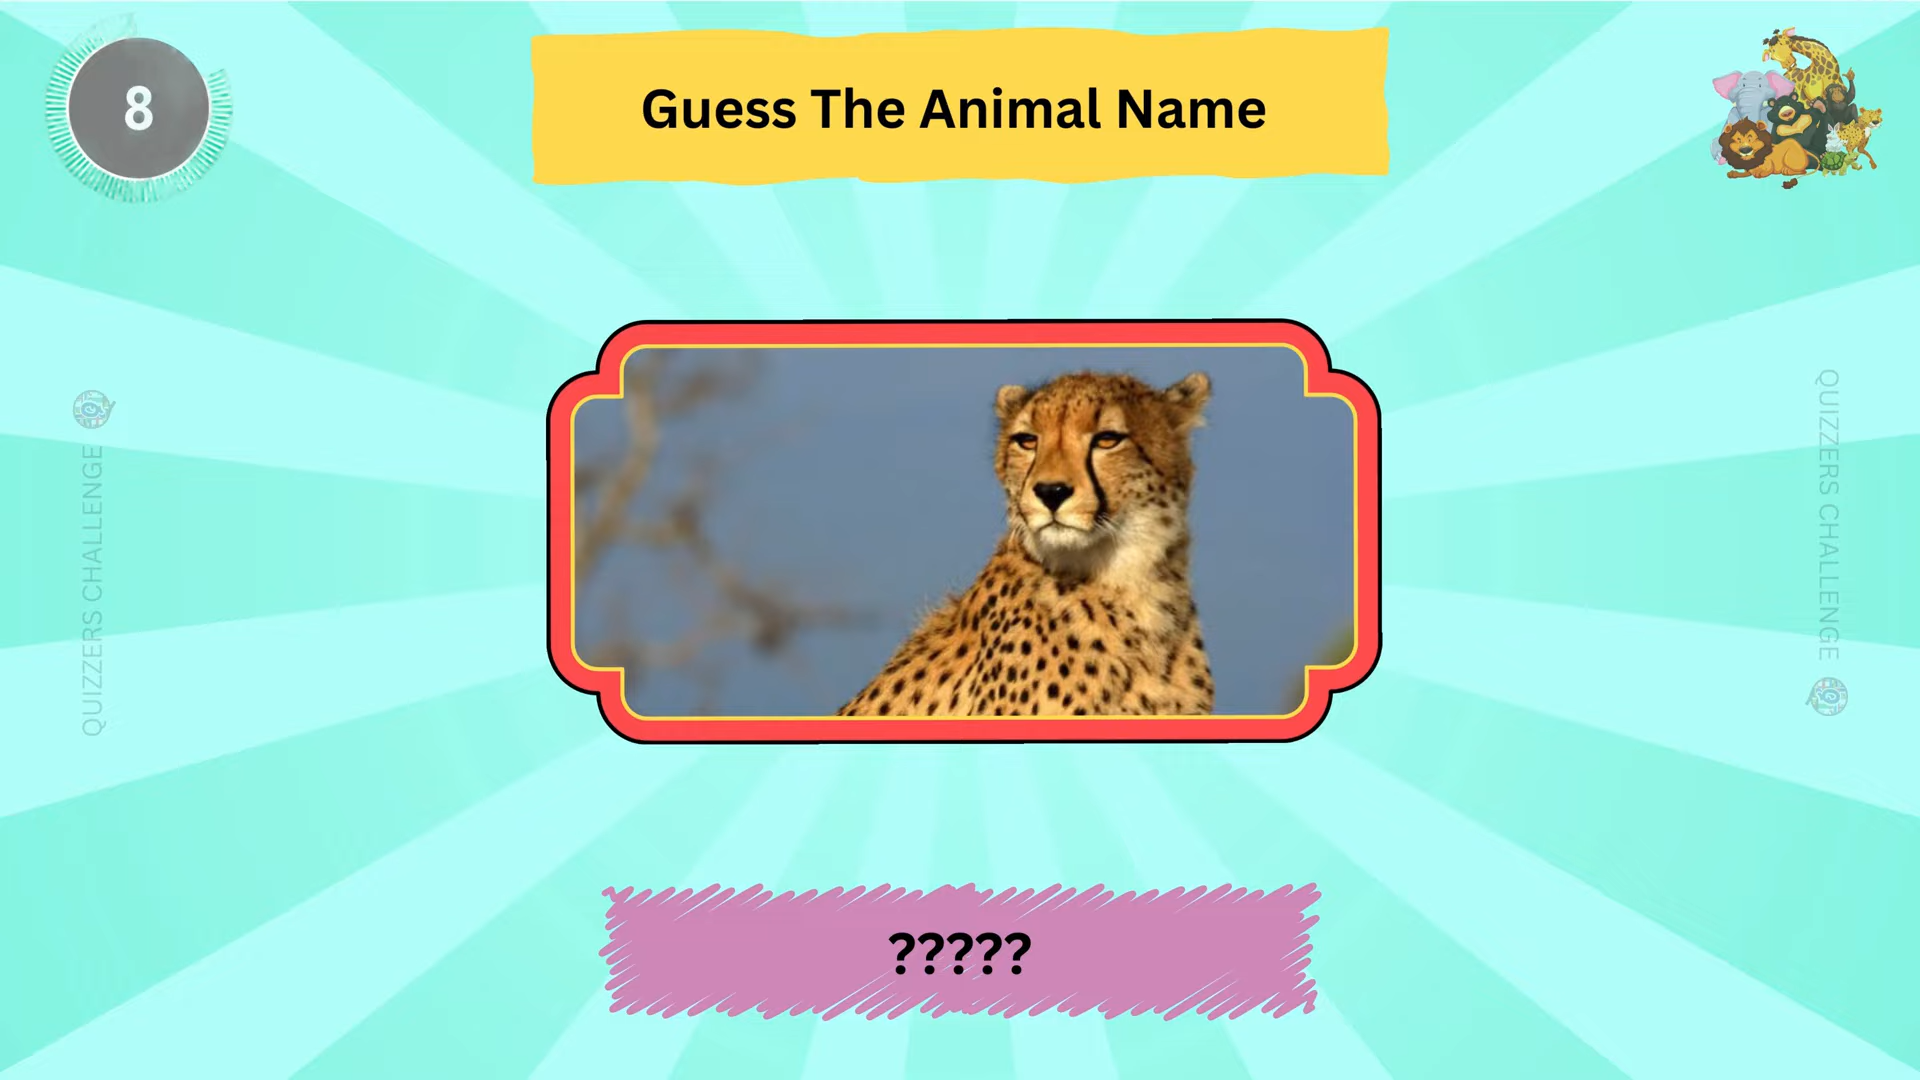 8
Guess The Animal Name
QUIZZERS CHALLENGE
QUIZZERS CHALLENGE
?????